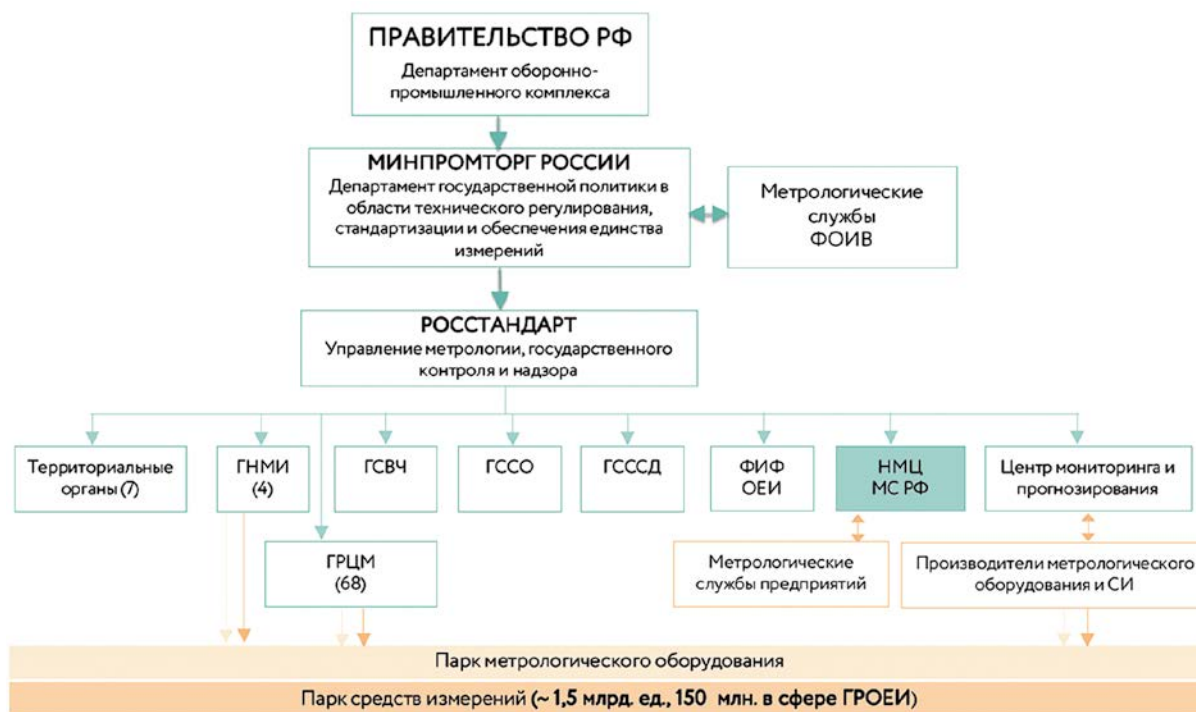 ПРАВИТЕЛЬСТВО РФ
Департамент оборонно-
промышленного комплекса
МИНПРОМТОРГ РОССИИ
Департамент государственной политики в
области технического регулирования,
стандартизации и обеспечения единства
измерений
Метрологические
службы
ФОИВ
РОССТАНДАРТ
Управление метрологии, государственного
контроля и надзора
Территориальные
органы (7)
ГНМИ
(4)
ГСВЧ
ГССО
ГСССД
ФИФ
ОЕИ
НМЦ
МС РФ
Центр мониторинга и
прогнозирования
ГРЦМ
(68)
Метрологические
службы предприятий
Производители метрологического
оборудования и СИ
Парк метрологического оборудования
Парк средств измерений (~ 1,5 млрд. ед., 150 млн. в сфере ГРОЕИ)